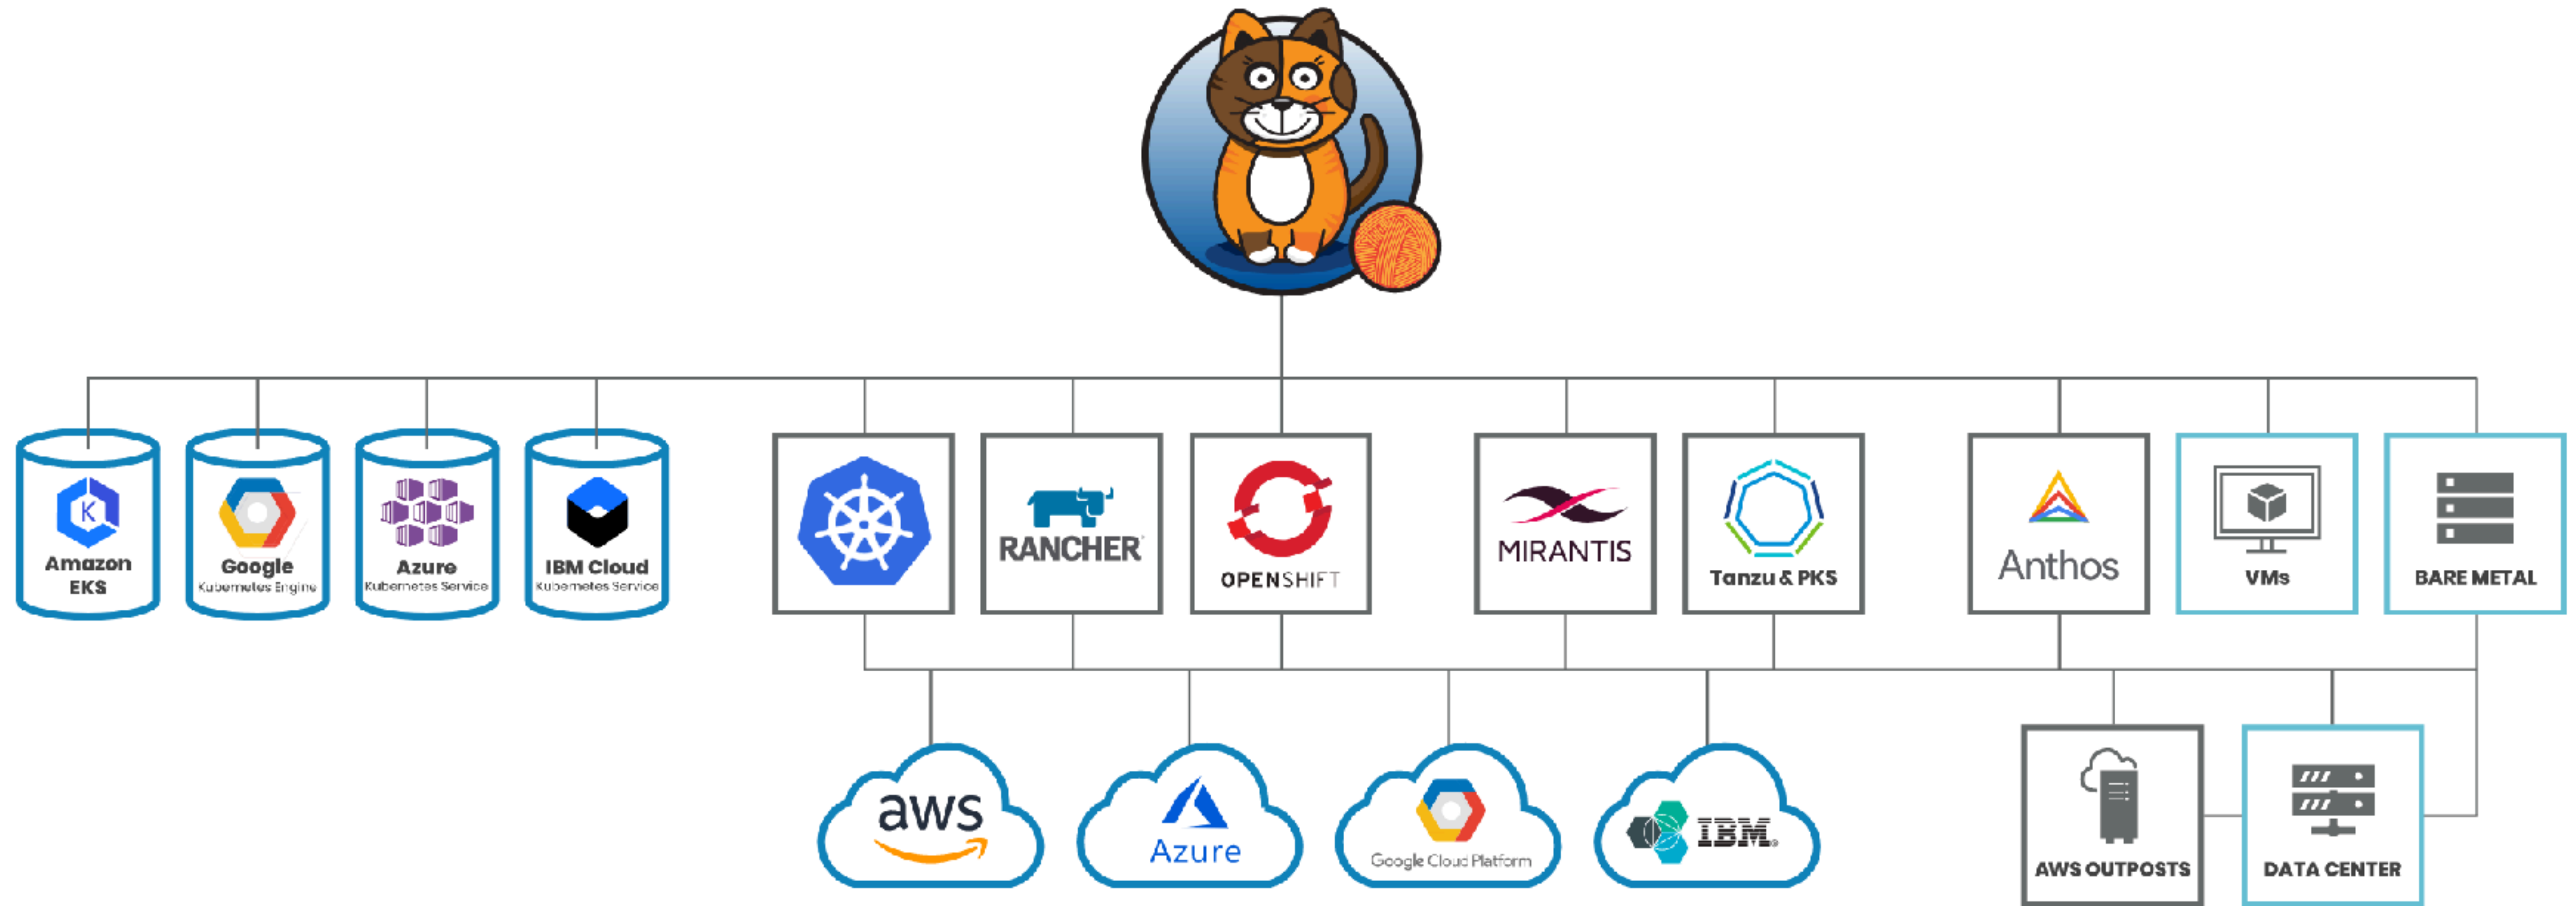 Amazon
EKS
Google
Kubernetes Engine
Azure
Kubernetes Service
IBM Cloud
Kubernetes Service
RANCHER
OPENSHIFT
MIRANTIS
Tanzu & PKS
Anthos
VMs
BARE METAL
aws
Azure
Google Cloud Platform
IBM
AWS OUTPOSTS
DATA CENTER